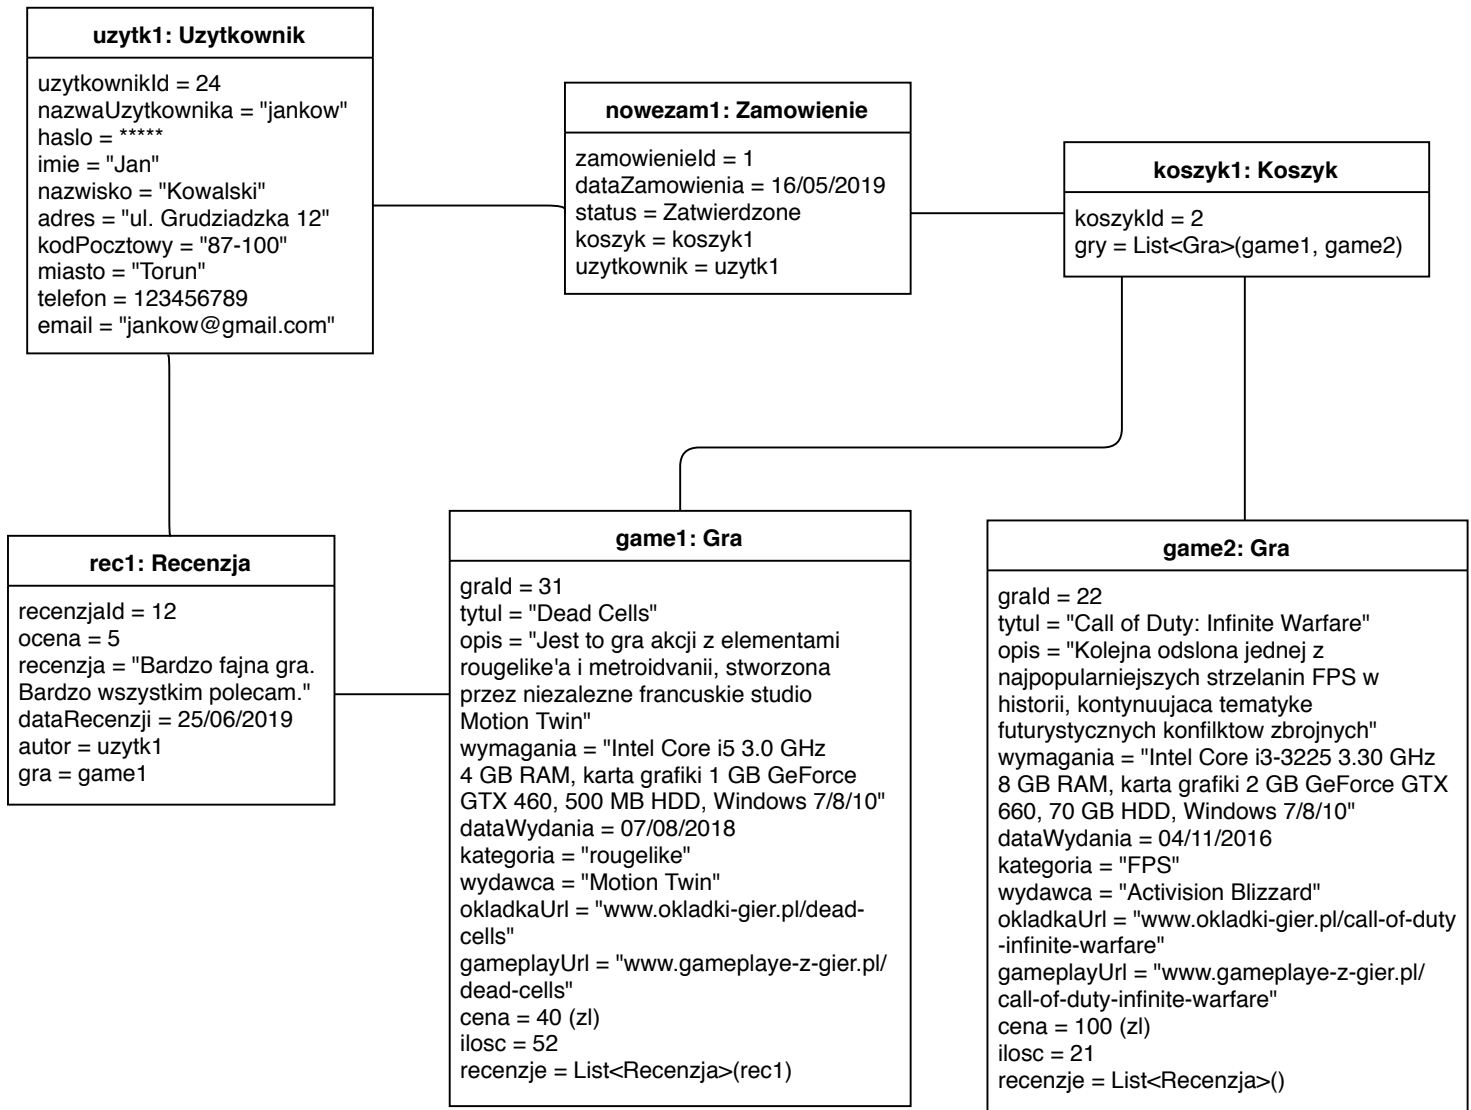 uzytk1: Uzytkownik
uzytkownikId = 24
nazwaUzytkownika = "jankow"
haslo = *****
imie = "Jan"
nazwisko = "Kowalski"
adres = "ul. Grudziadzka 12"
kodPocztowy = "87-100"
miasto = "Torun"
telefon = 123456789
email = "jankow@gmail.com"
nowezam1: Zamowienie
zamowienieId = 1
dataZamowienia = 16/05/2019
status = Zatwierdzone
koszyk = koszyk1
uzytkownik = uzytk1
koszyk1: Koszyk
koszykId = 2
gry = List<Gra>(game1, game2)
rec1: Recenzja
recenzjaId = 12
ocena = 5
recenzja = "Bardzo fajna gra.
Bardzo wszystkim polecam."
dataRecenzji = 25/06/2019
autor = uzytk1
gra = game1
game1: Gra
graId = 31
tytul = "Dead Cells"
opis = "Jest to gra akcji z elementami
rougelike'a i metroidvanii, stworzona
przez niezalezne francuskie studio
Motion Twin"
wymagania = "Intel Core i5 3.0 GHz
4 GB RAM, karta grafiki 1 GB GeForce
GTX 460, 500 MB HDD, Windows 7/8/10"
dataWydania = 07/08/2018
kategoria = "rougelike"
wydawca = "Motion Twin"
okladkaUrl = "www.okladki-gier.pl/dead-
cells"
gameplayUrl = "www.gameplaye-z-gier.pl/
dead-cells"
cena = 40 (zl)
ilosc = 52
recenzje = List<Recenzja>(rec1)
game2: Gra
graId = 22
tytul = "Call of Duty: Infinite Warfare"
opis = "Kolejna odslona jednej z
najpopularniejszych strzelanin FPS w
historii, kontynuujaca tematyke
futurystycznych konfilktow zbrojnych"
wymagania = "Intel Core i3-3225 3.30 GHz
8 GB RAM, karta grafiki 2 GB GeForce GTX
660, 70 GB HDD, Windows 7/8/10"
dataWydania = 04/11/2016
kategoria = "FPS"
wydawca = "Activision Blizzard"
okladkaUrl = "www.okladki-gier.pl/call-of-duty
-infinite-warfare"
gameplayUrl = "www.gameplaye-z-gier.pl/
call-of-duty-infinite-warfare"
cena = 100 (zl)
ilosc = 21
recenzje = List<Recenzja>()